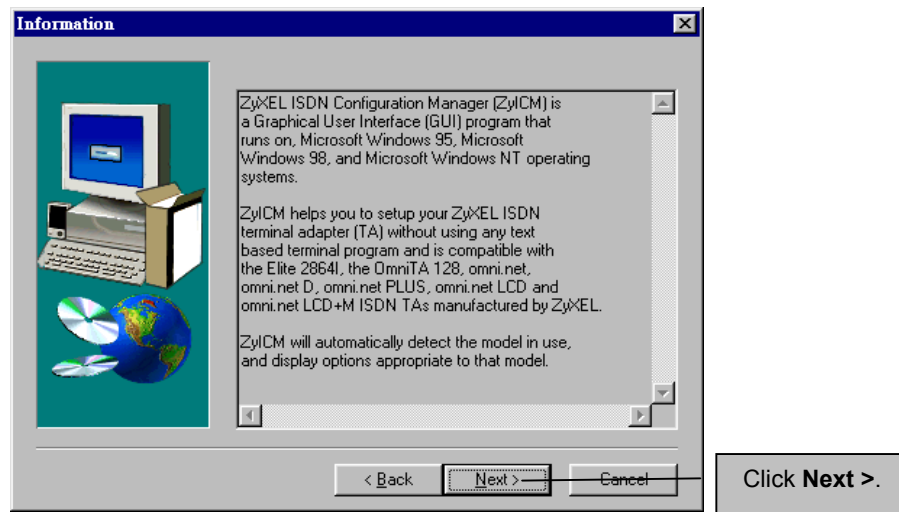 Information
ZyXEL ISDN Configuration Manager (ZyICM) is
a Graphical User Interface (GUI) program that
runs on, Microsoft Windows 95, Microsoft
Windows 98, and Microsoft Windows NT operating
systems.
ZyICM helps you to setup your ZyXEL ISDN
terminal adapter (TA) without using any text
based terminal program and is compatible with
the Elite 2864I, the OmniTA 128, omni.net,
omni.net D, omni.net PLUS, omni.net LCD and
omni.net LCD+M ISDN TAs manufactured by ZyXEL.
ZyICM will automatically detect the model in use,
and display options appropriate to that model.
< Back
Next >
Cancel
Click Next >.